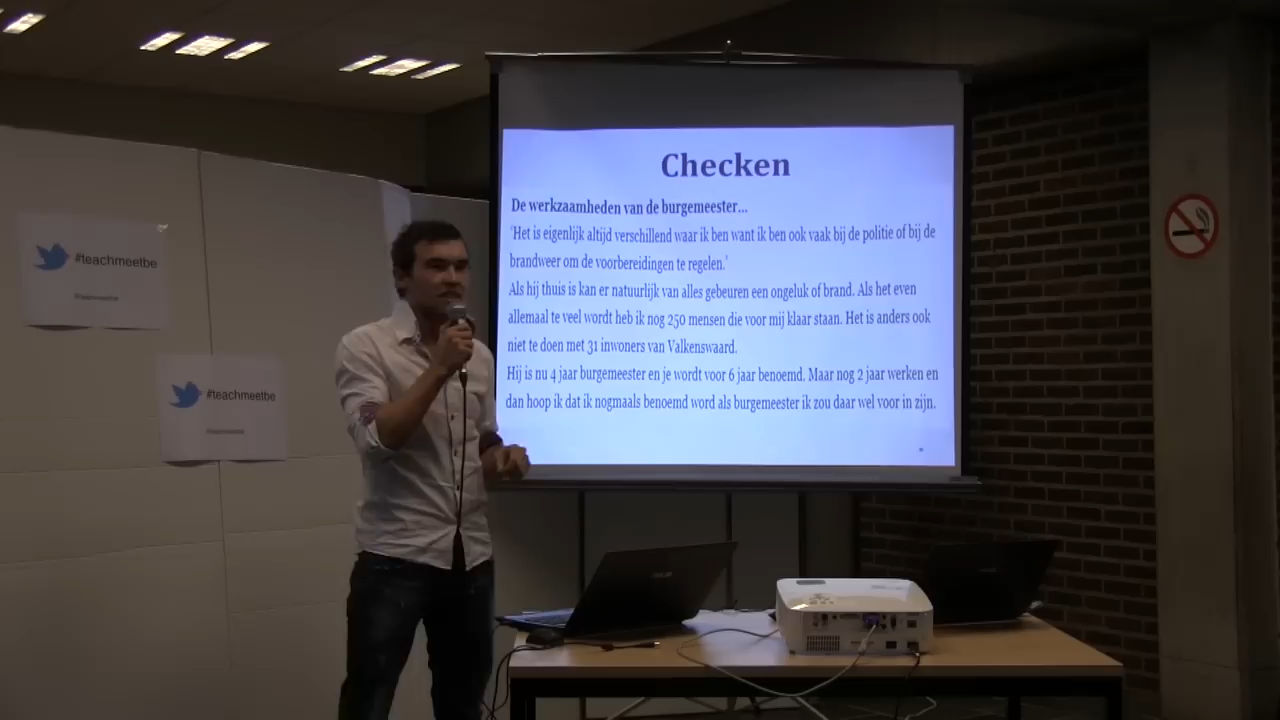 Checken
De werkzaamheden van de burgemeester...
'Het is eigenlijk altijd verschillend waar ik ben want ik ben ook vaak bij de politie of bij de
brandweer om de voorbereidingen te regelen.'
Als hij thuis is kan er natuurlijk van alles gebeuren een ongeluk of brand. Als het even
allemaal te veel wordt heb ik nog 250 mensen die voor mij klaar staan. Het is anders ook
niet te doen met 31 inwoners van Valkenswaard.
Hij is nu 4 jaar burgemeester en je wordt voor 6 jaar benoemd. Maar nog 2 jaar werken en
dan hoop ik dat ik nogmaals benoemd word als burgemeester ik zou daar wel voor in zijn.
#teachmeetbe
#teachmeetbe